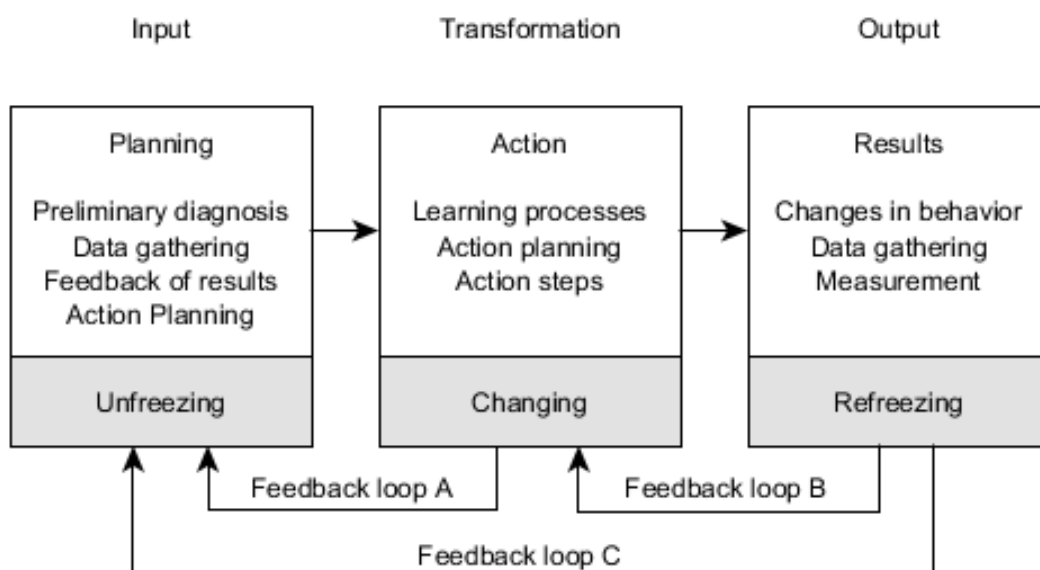 Input
Transformation
Output
Planning
Preliminary diagnosis
Data gathering
Feedback of results
Action Planning
Unfreezing
Action
Learning processes
Action planning
Action steps
Changing
Results
Changes in behavior
Data gathering
Measurement
Refreezing
Feedback loop A
Feedback loop B
Feedback loop C